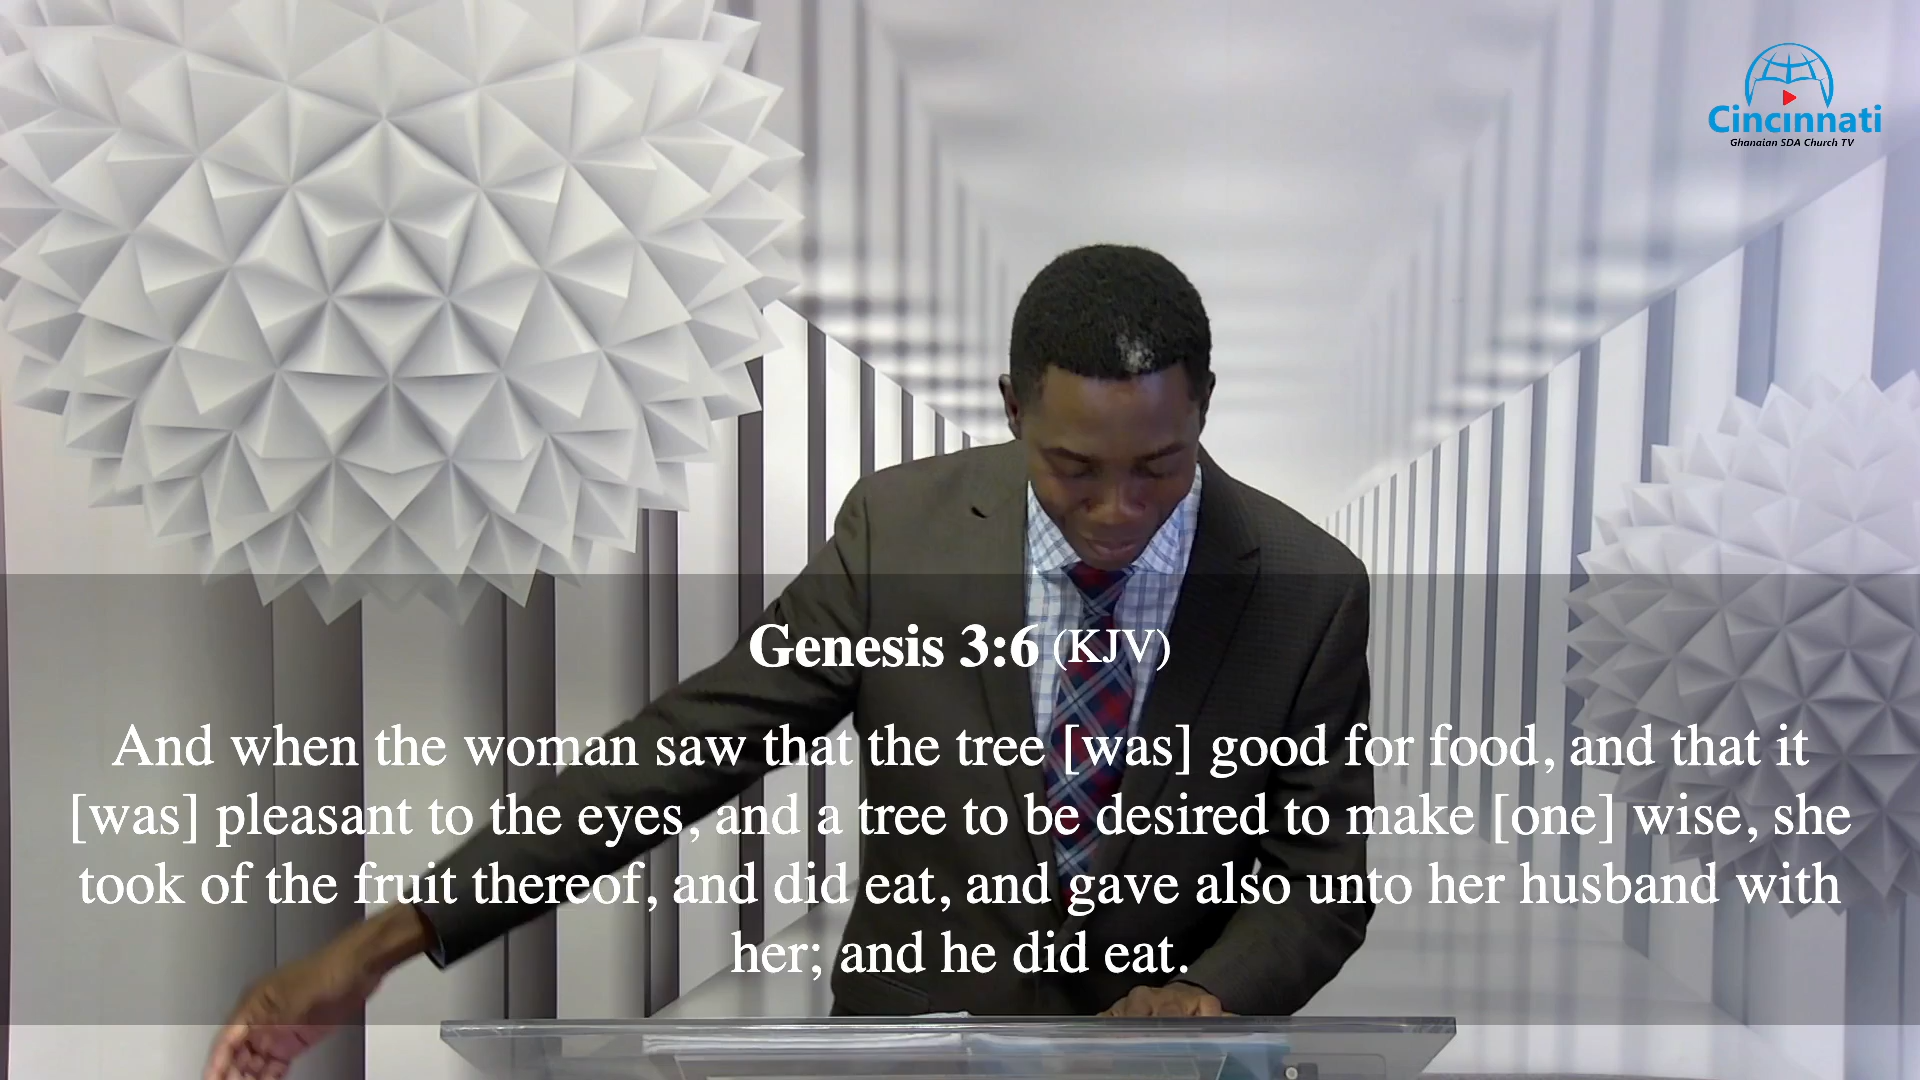 Cincinnati
Ghanaian SDA Church TV
Genesis 3:6 (KJV)
And when the woman saw that the tree [was] good for food, and that it
[was] pleasant to the eyes, and a tree to be desired to make [one] wise, she
took of the fruit thereof, and did eat, and gave also unto her husband with
her; and he did eat.